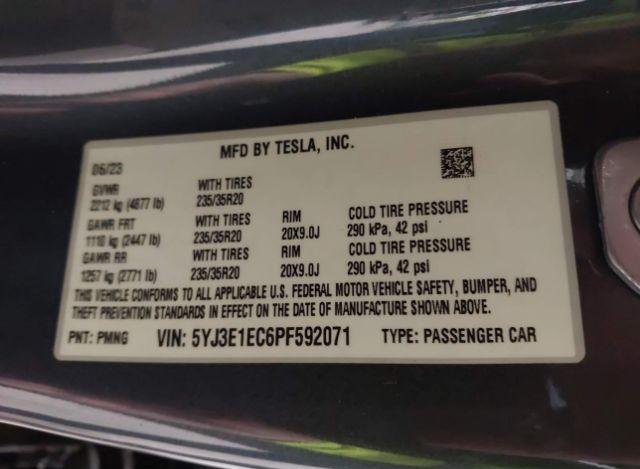 MFD BY TESLA, INC.
06/23
GVWR WITH TIRES
2212 kg (4877 lb) 235/35R20
GAWR FRT WITH TIRES RIM COLD TIRE PRESSURE
1110 kg (2447 lb) 235/35R20 20X9.0J 290 kPa, 42 psi
GAWR RR WITH TIRES RIM COLD TIRE PRESSURE
1257 kg (2771 lb) 235/35R20 20X9.0J 290 kPa, 42 psi
THIS VEHICLE CONFORMS TO ALL APPLICABLE U.S. FEDERAL MOTOR VEHICLE SAFETY, BUMPER, AND
THEFT PREVENTION STANDARDS IN EFFECT ON THE DATE OF MANUFACTURE SHOWN ABOVE.
PNT: PMNG VIN: 5YJ3E1EC6PF592071 TYPE: PASSENGER CAR